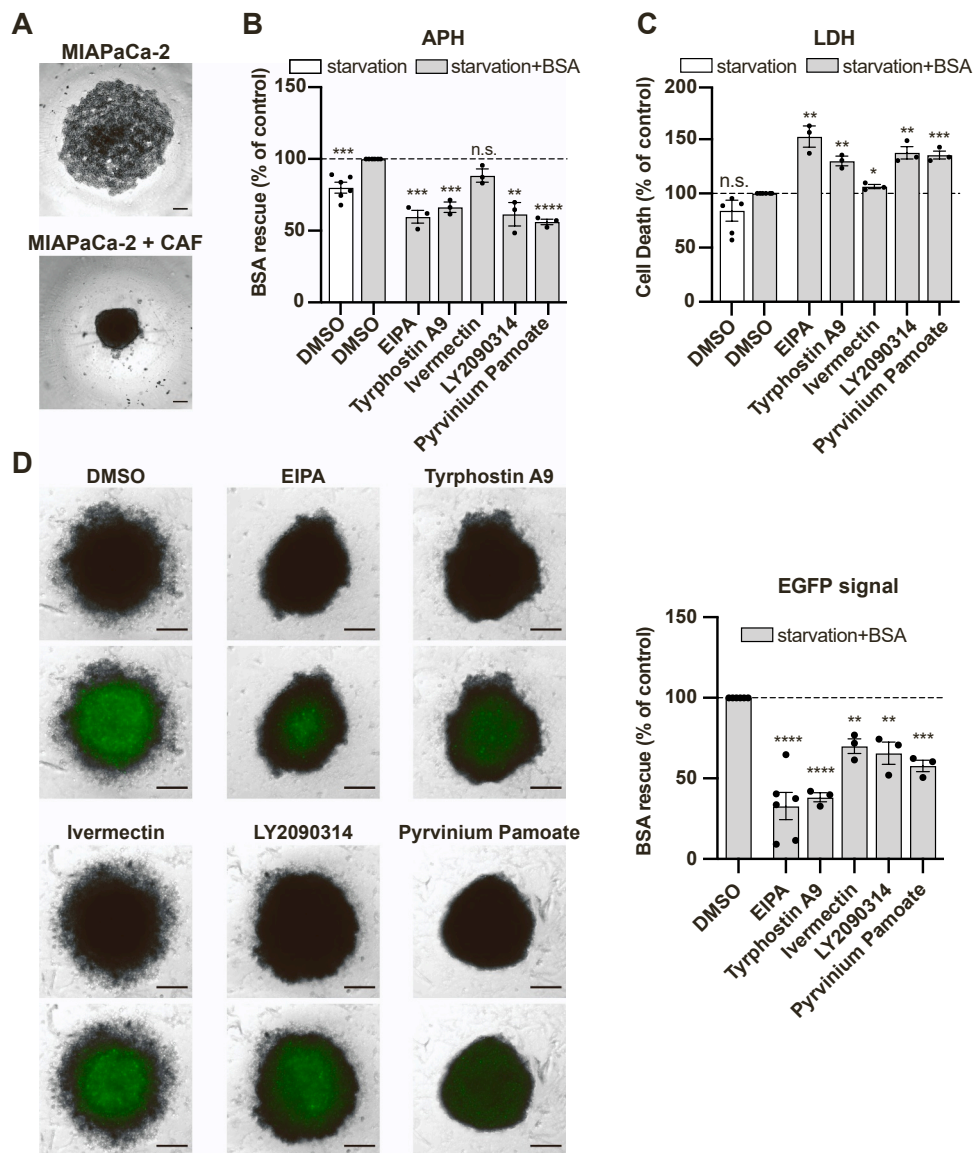 A
MIAPaCa-2
MIAPaCa-2 + CAF
B
APH
starvation
starvation+BSA
BSA rescue (% of control)
150
100
50
0
***
***
***
n.s.
**
****
DMSO
DMSO
EIPA
Tyrphostin A9
Ivermectin
LY2090314
Pyrvinium Pamoate
C
LDH
starvation
starvation+BSA
Cell Death (% of control)
200
150
100
50
0
n.s.
**
**
*
**
***
DMSO
DMSO
EIPA
Tyrphostin A9
Ivermectin
LY2090314
Pyrvinium Pamoate
D
DMSO
EIPA
Tyrphostin A9
Ivermectin
LY2090314
Pyrvinium Pamoate
EGFP signal
starvation+BSA
BSA rescue (% of control)
150
100
50
0
****
****
**
**
***
DMSO
EIPA
Tyrphostin A9
Ivermectin
LY2090314
Pyrvinium Pamoate